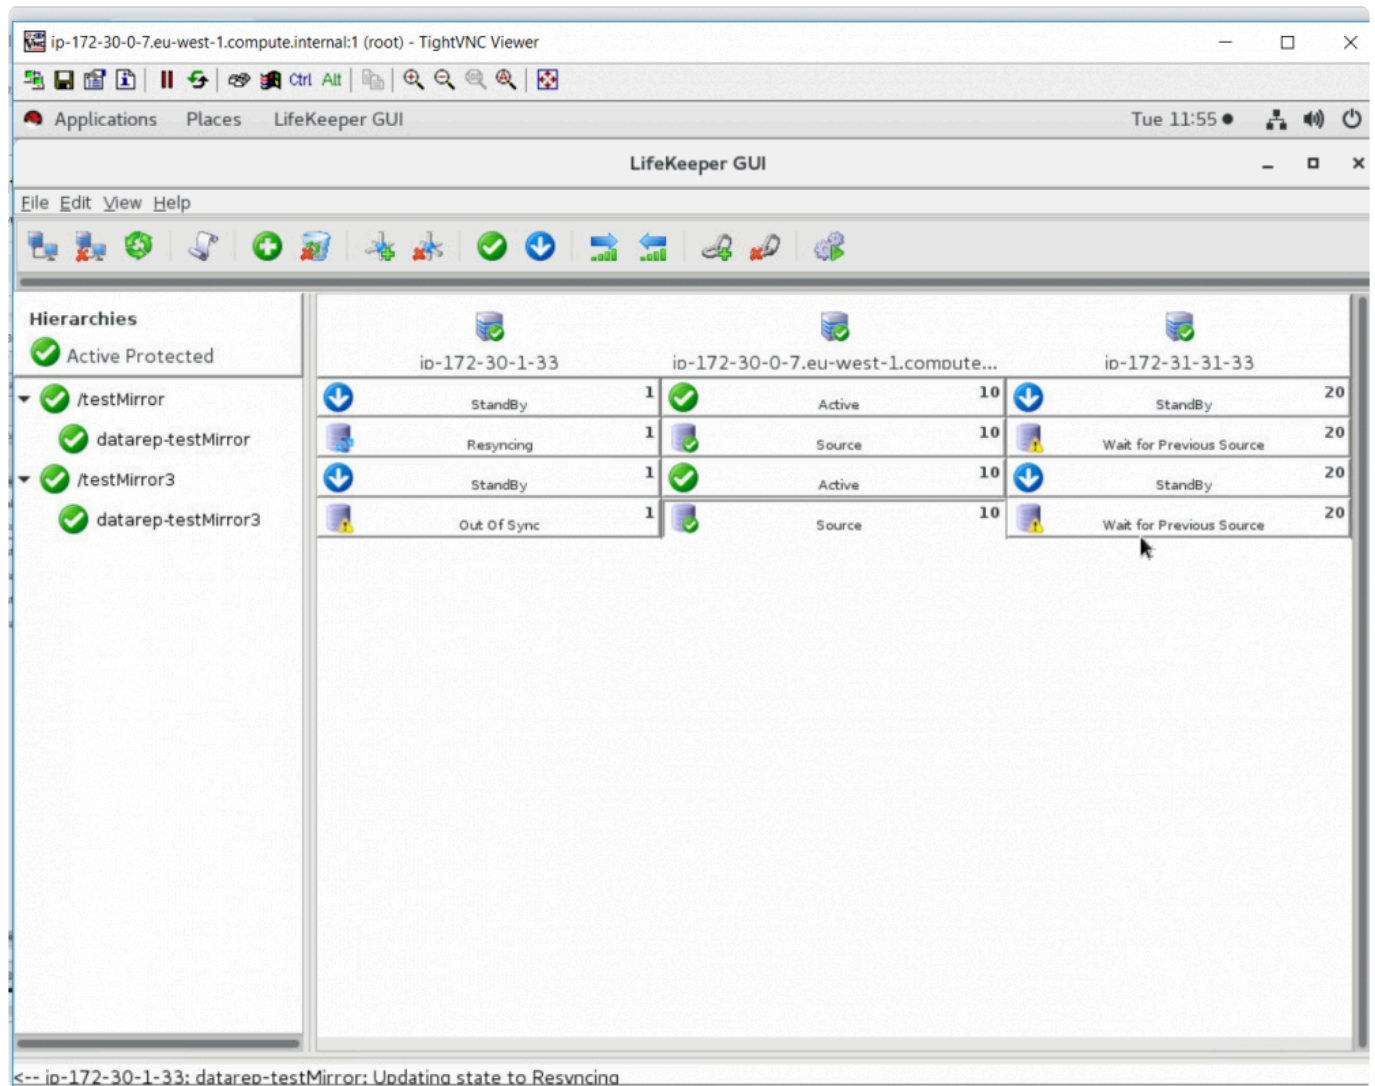 ip-172-30-0-7.eu-west-1.compute.internal:1 (root) - TightVNC Viewer
Ctrl Alt
Applications Places LifeKeeper GUI Tue 11:55
LifeKeeper GUI
File Edit View Help
Hierarchies
Active Protected
ip-172-30-1-33 ip-172-30-0-7.eu-west-1.compute... ip-172-31-31-33
/testMirror StandBy 1 Active 10 StandBy 20
datarep-testMirror Resyncing 1 Source 10 Wait for Previous Source 20
/testMirror3 StandBy 1 Active 10 StandBy 20
datarep-testMirror3 Out Of Sync 1 Source 10 Wait for Previous Source 20
<-- ip-172-30-1-33: datarep-testMirror: Updating state to Resyncing